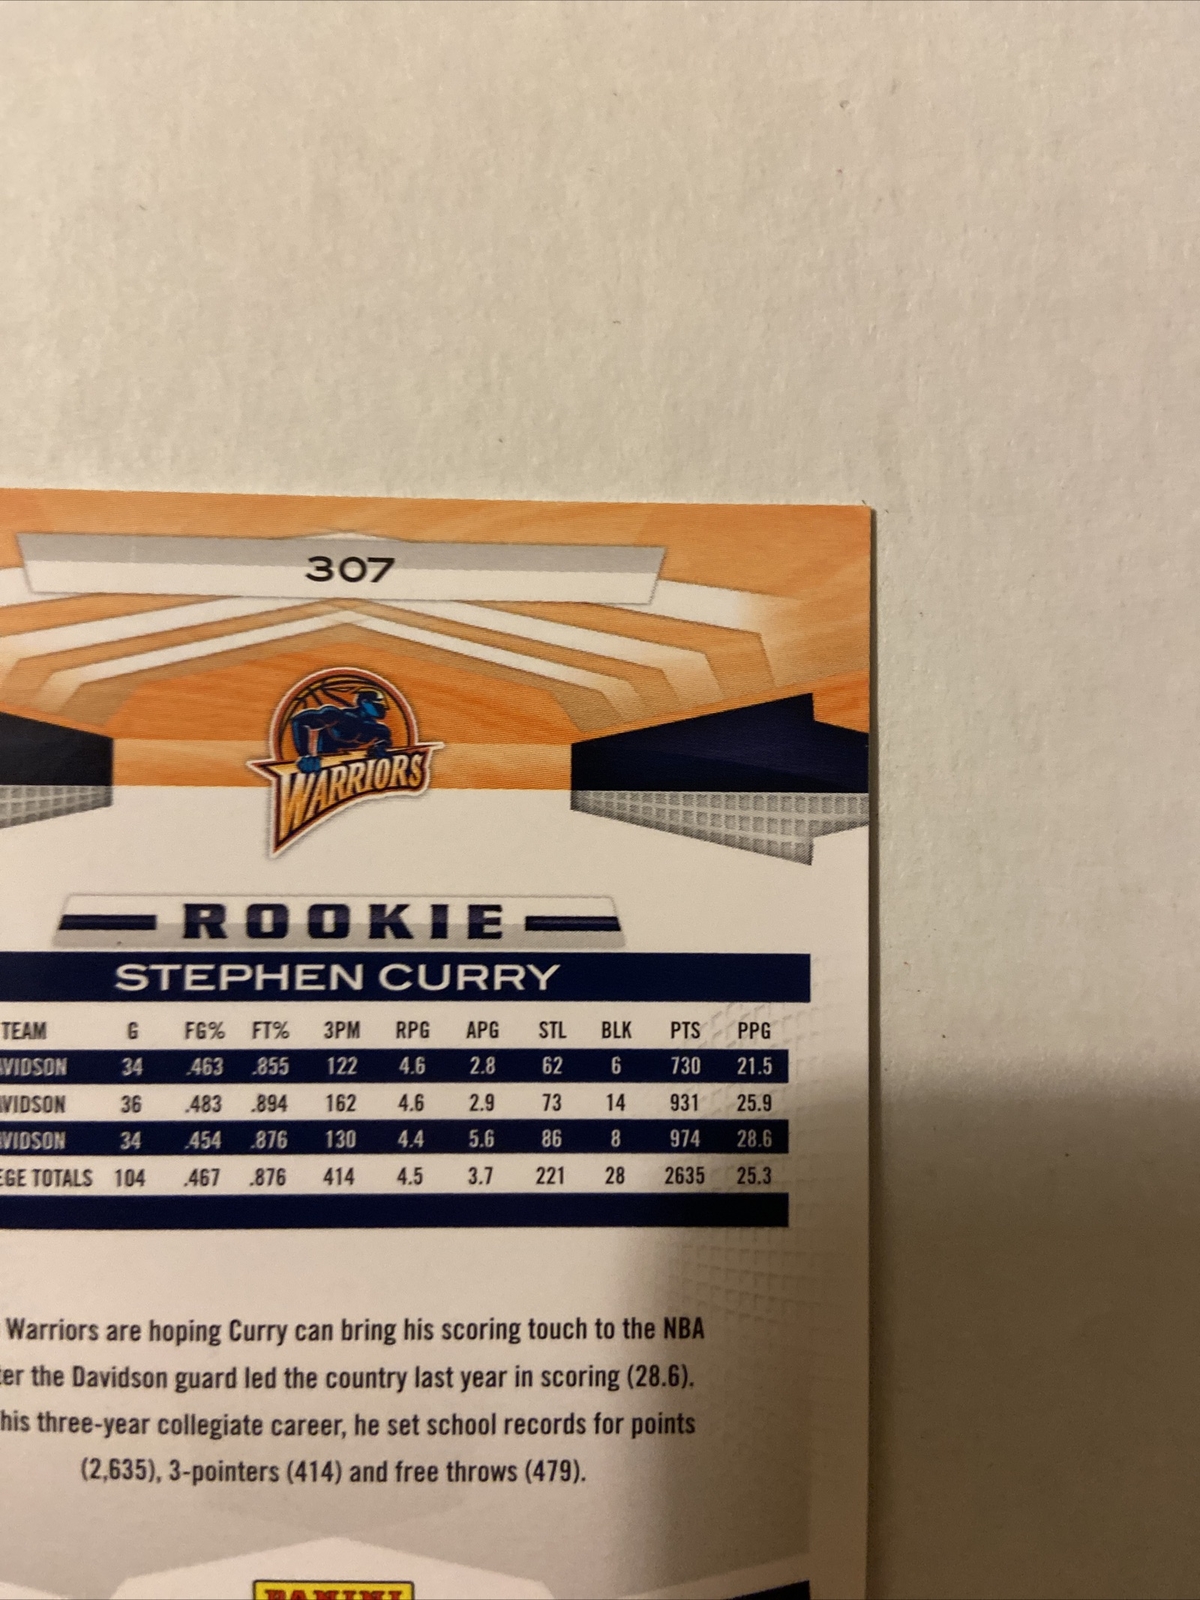 307
WARRIORS
ROOKIE
STEPHEN CURRY
TEAM G FG% FT% 3PM RPG APG STL BLK PTS PPG
VIDSON 34 .463 .855 122 4.6 2.8 62 6 730 21.5
VIDSON 36 .483 .894 162 4.6 2.9 73 14 931 25.9
VIDSON 34 .454 .876 130 4.4 5.6 86 8 974 28.6
EGE TOTALS 104 .467 .876 414 4.5 3.7 221 28 2635 25.3
Warriors are hoping Curry can bring his scoring touch to the NBA
ter the Davidson guard led the country last year in scoring (28.6).
his three-year collegiate career, he set school records for points
(2,635), 3-pointers (414) and free throws (479).
PANINI